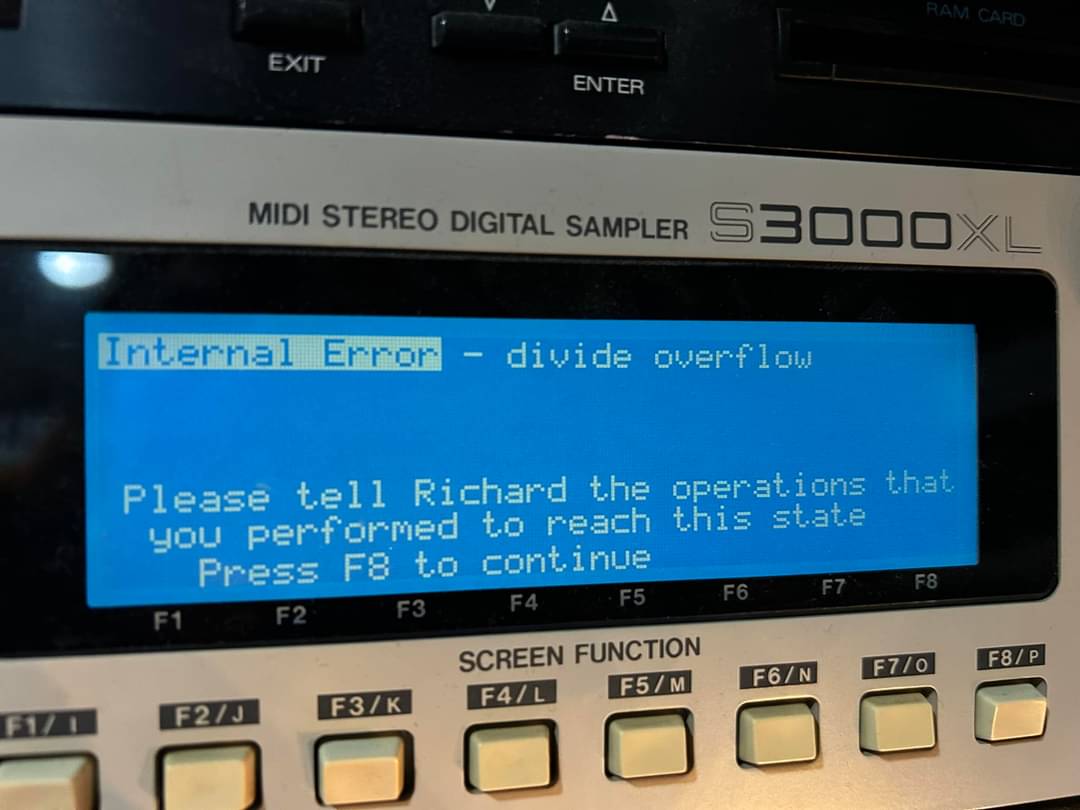 RAM CARD
EXIT
ENTER
MIDI STEREO DIGITAL SAMPLER S3000XL
Internal Error - divide overflow
Please tell Richard the operations that
you performed to reach this state
Press F8 to continue
F1 F2 F3 F4 F5 F6 F7 F8
SCREEN FUNCTION
F1/I F2/J F3/K F4/L F5/M F6/N F7/O F8/P